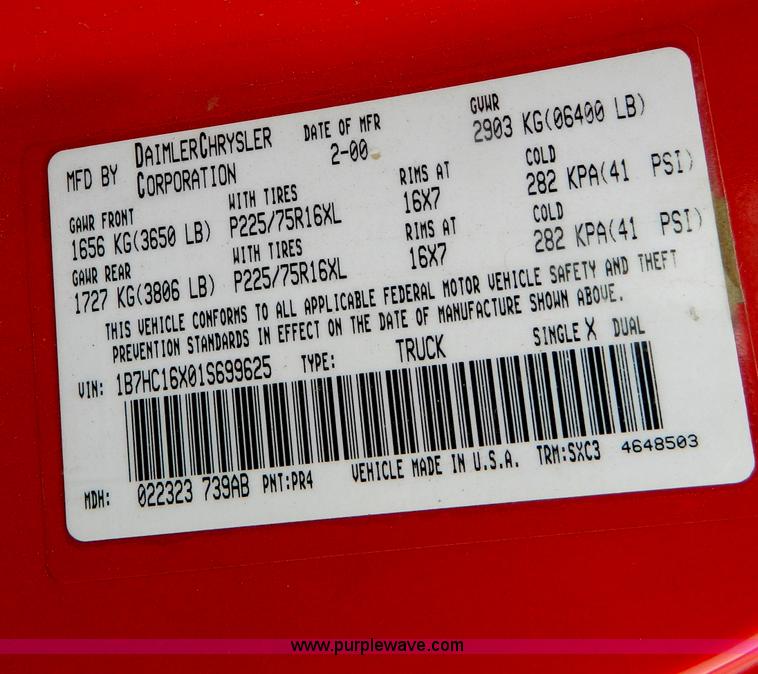 MFD BY DAIMLERCHRYSLER CORPORATION DATE OF MFR 2-00 GVWR 2903 KG(06400 LB)
GAWR FRONT WITH TIRES RIMS AT COLD
1656 KG(3650 LB) P225/75R16XL 16X7 282 KPA(41 PSI)
GAWR REAR WITH TIRES RIMS AT COLD
1727 KG(3806 LB) P225/75R16XL 16X7 282 KPA(41 PSI)
THIS VEHICLE CONFORMS TO ALL APPLICABLE FEDERAL MOTOR VEHICLE SAFETY AND THEFT
PREVENTION STANDARDS IN EFFECT ON THE DATE OF MANUFACTURE SHOWN ABOVE.
VIN: 1B7HC16X01S699625 TYPE: TRUCK SINGLE X DUAL
MDH: 022323 739AB PNT:PR4 VEHICLE MADE IN U.S.A. TRM:SXC3 4648503
www.purplewave.com